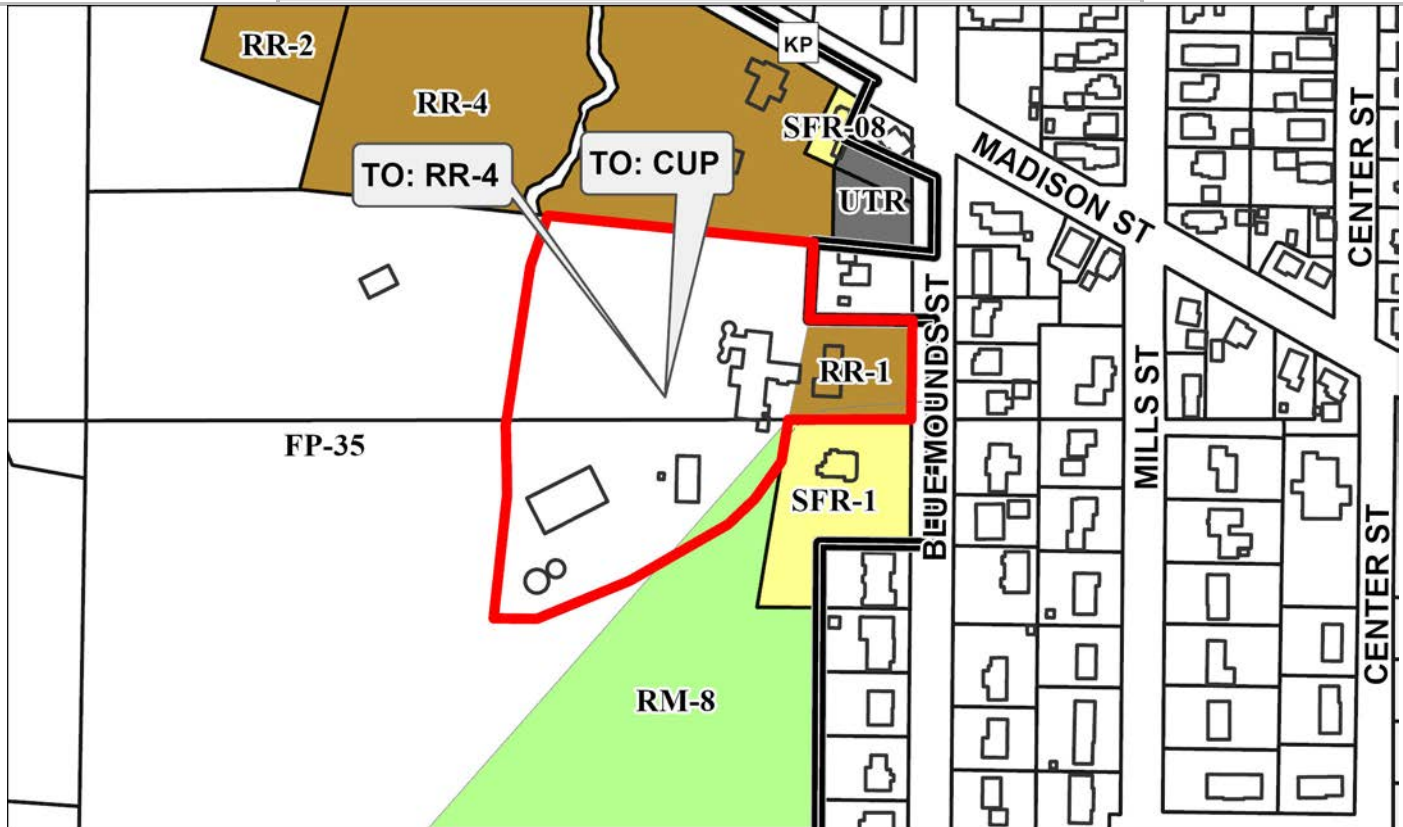 RR-2
KP
RR-4
SFR-08
CENTER ST
MADISON ST
TO: RR-4
TO: CUP
UTR
BLUE MOUNDS ST
RR-1
MILLS ST
FP-35
SFR-1
CENTER ST
RM-8